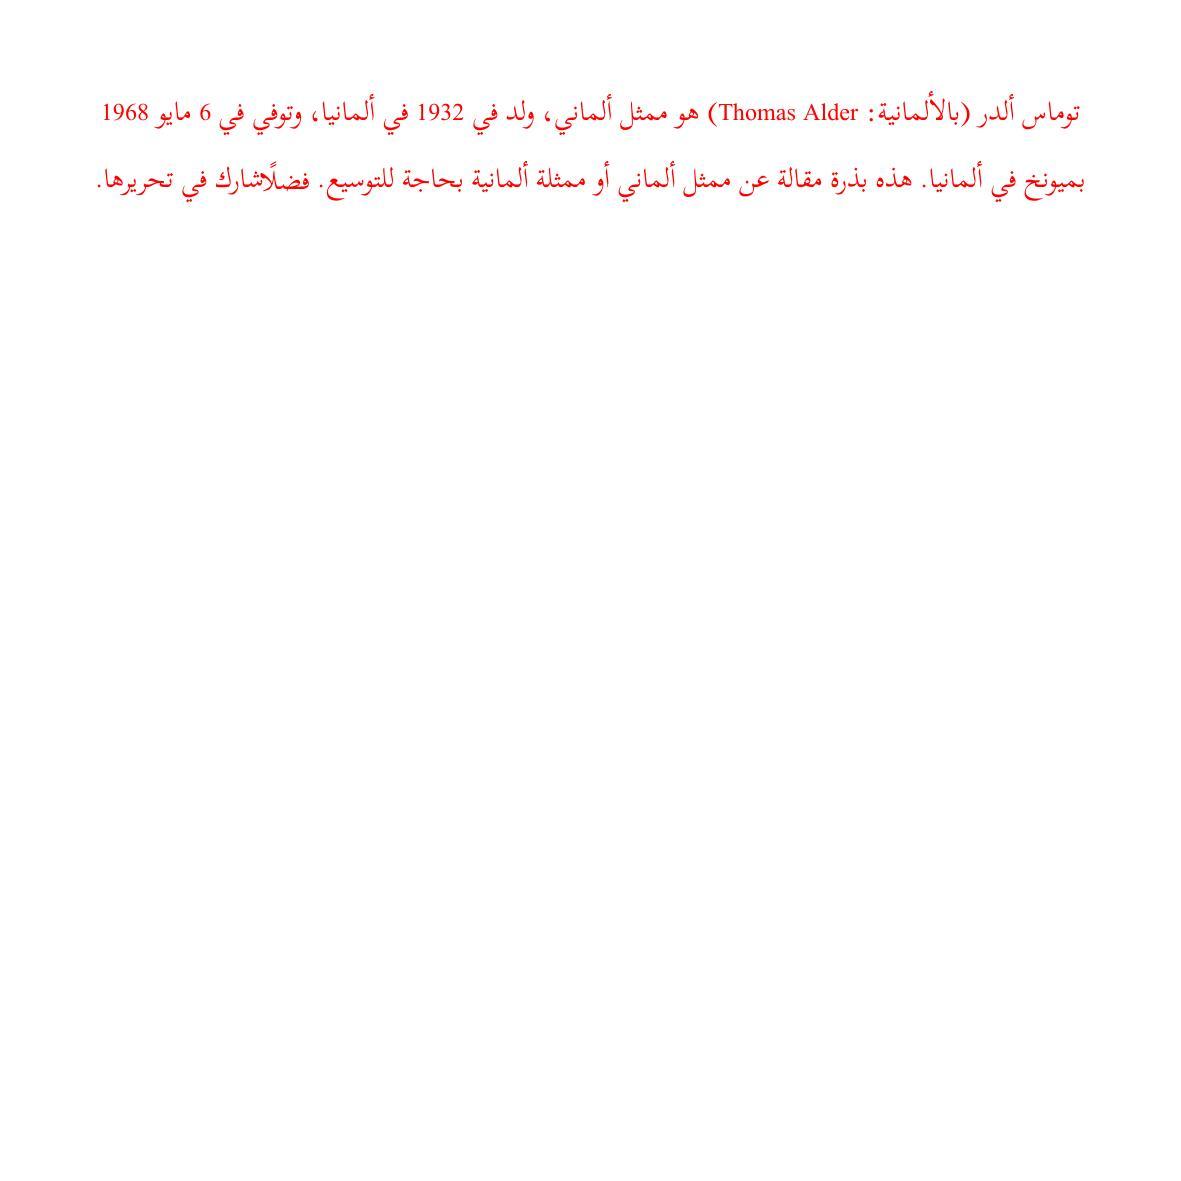 توماس ألدر (بالألمانية: Thomas Alder) هو ممثل ألماني، ولد في 1932 في ألمانيا، وتوفي في 6 مايو 1968
بميونخ في ألمانيا. هذه بذرة مقالة عن ممثل ألماني أو ممثلة ألمانية بحاجة للتوسيع. فضلًاشارك في تحريرها.